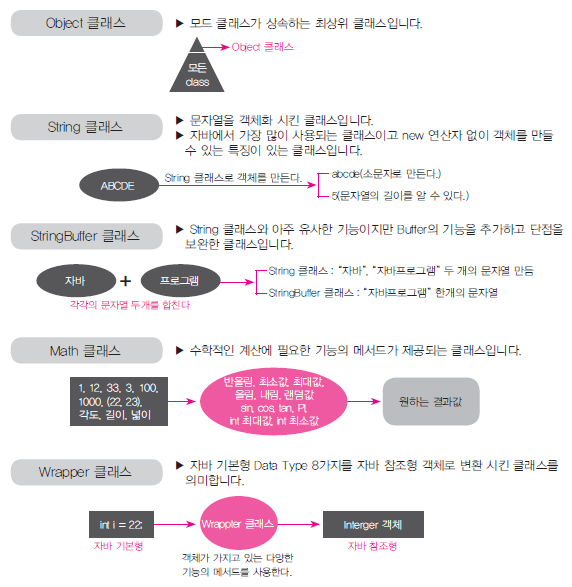 Object 클래스
▶ 모드 클래스가 상속하는 최상위 클래스입니다.
Object 클래스
모든
class
String 클래스
▶ 문자열을 객체화 시킨 클래스입니다.
▶ 자바에서 가장 많이 사용되는 클래스이고 new 연산자 없이 객체를 만들
수 있는 특징이 있는 클래스입니다.
ABCDE
String 클래스로 객체를 만든다.
abcde(소문자로 만든다.)
5(문자열의 길이를 알 수 있다.)
StringBuffer 클래스
▶ String 클래스와 아주 유사한 기능이지만 Buffer의 기능을 추가하고 단점을
보완한 클래스입니다.
자바
+
프로그램
String 클래스 : “자바”, “자바프로그램” 두 개의 문자열 만듬
StringBuffer 클래스 : “자바프로그램” 한개의 문자열
각각의 문자열 두개를 합친다
Math 클래스
▶ 수학적인 계산에 필요한 기능의 메서드가 제공되는 클래스입니다.
1, 12, 33, 3, 100,
1000, (22, 23),
각도, 길이, 넓이
반올림, 최소값, 최대값,
올림, 내림, 랜덤값
sin, cos, tan, PI,
int 최대값, int 최소값
원하는 결과값
Wrapper 클래스
▶ 자바 기본형 Data Type 8가지를 자바 참조형 객체로 변환 시킨 클래스를
의미합니다.
int i = 22;
Wrappter 클래스
Interger 객체
자바 기본형
자바 참조형
객체가 가지고 있는 다양한
기능의 메서드를 사용한다.